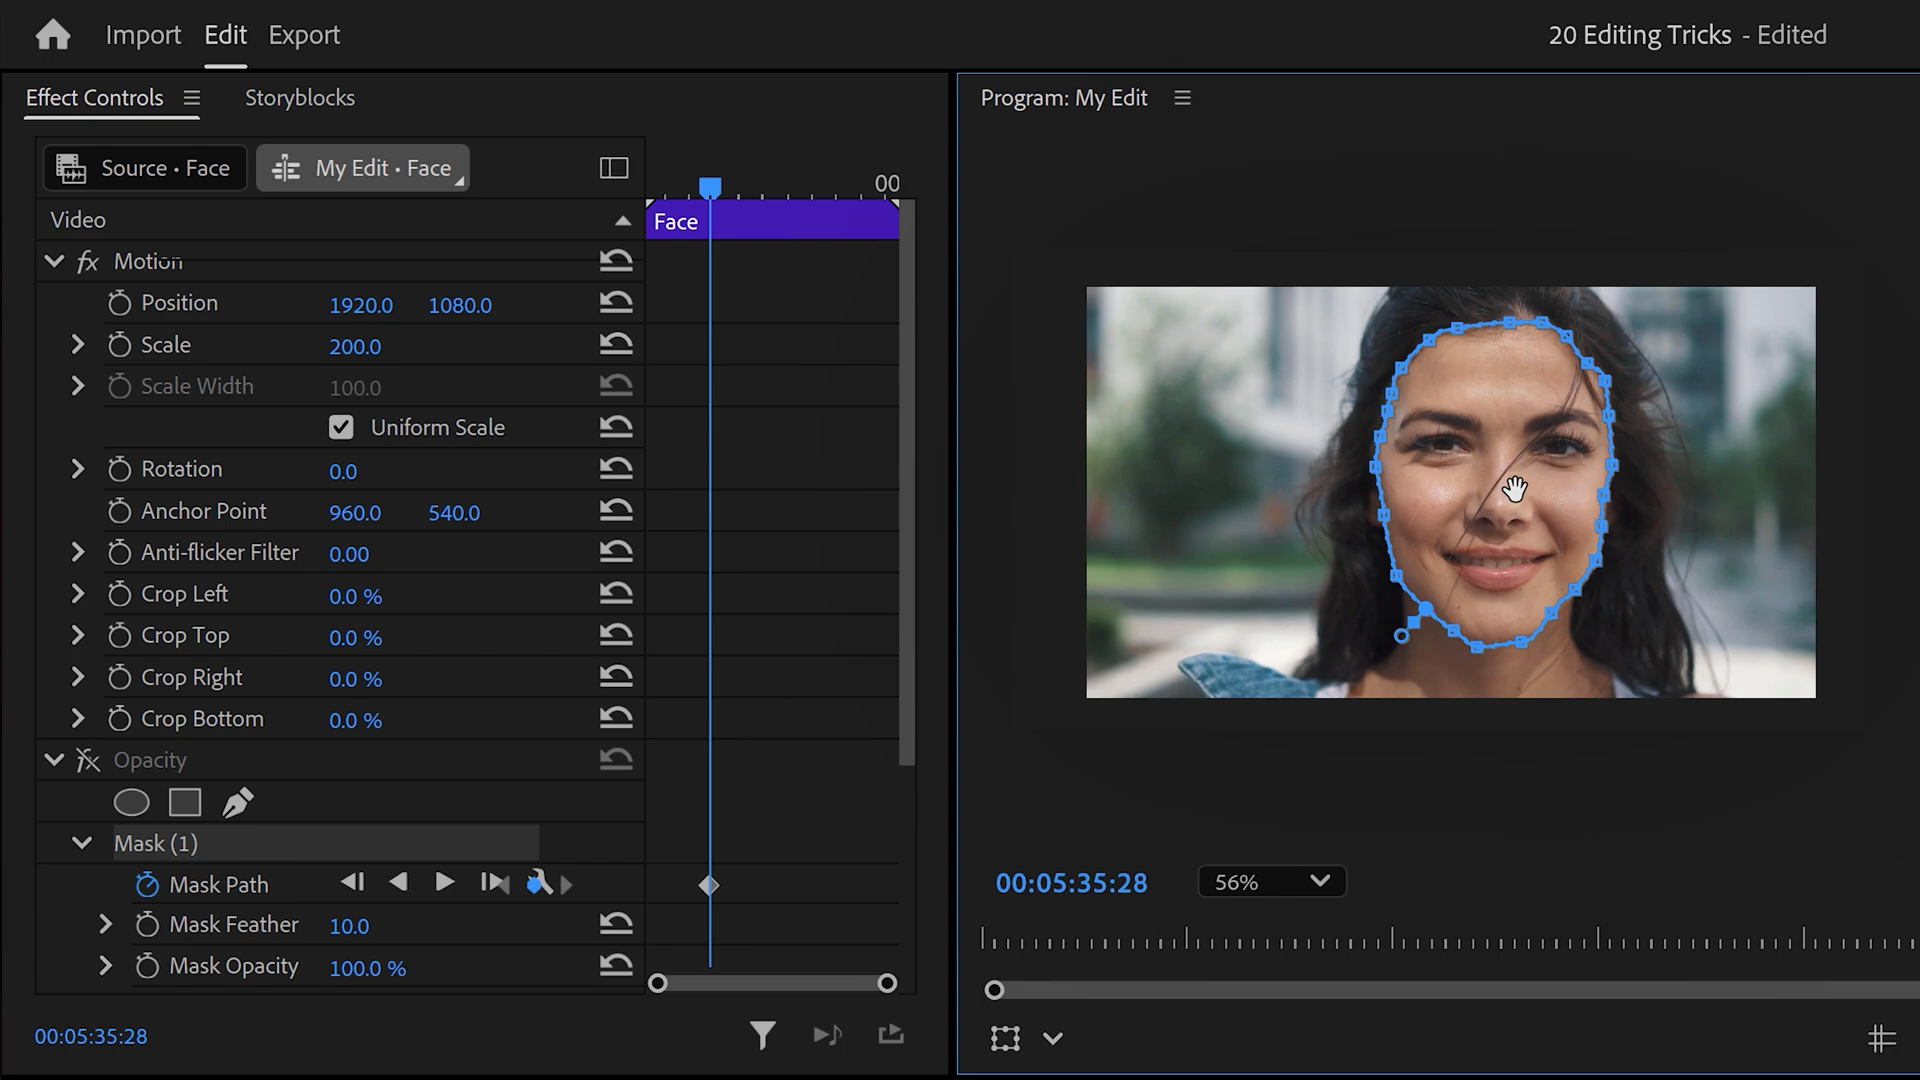 Import Edit Export
20 Editing Tricks - Edited
Effect Controls Storyblocks
Source • Face My Edit • Face
00
Video
Face
fx Motion
Position 1920.0 1080.0
Scale 200.0
Scale Width 100.0
Uniform Scale
Rotation 0.0
Anchor Point 960.0 540.0
Anti-flicker Filter 0.00
Crop Left 0.0 %
Crop Top 0.0 %
Crop Right 0.0 %
Crop Bottom 0.0 %
fx Opacity
Mask (1)
Mask Path
Mask Feather 10.0
Mask Opacity 100.0 %
00:05:35:28
Program: My Edit
00:05:35:28 56%